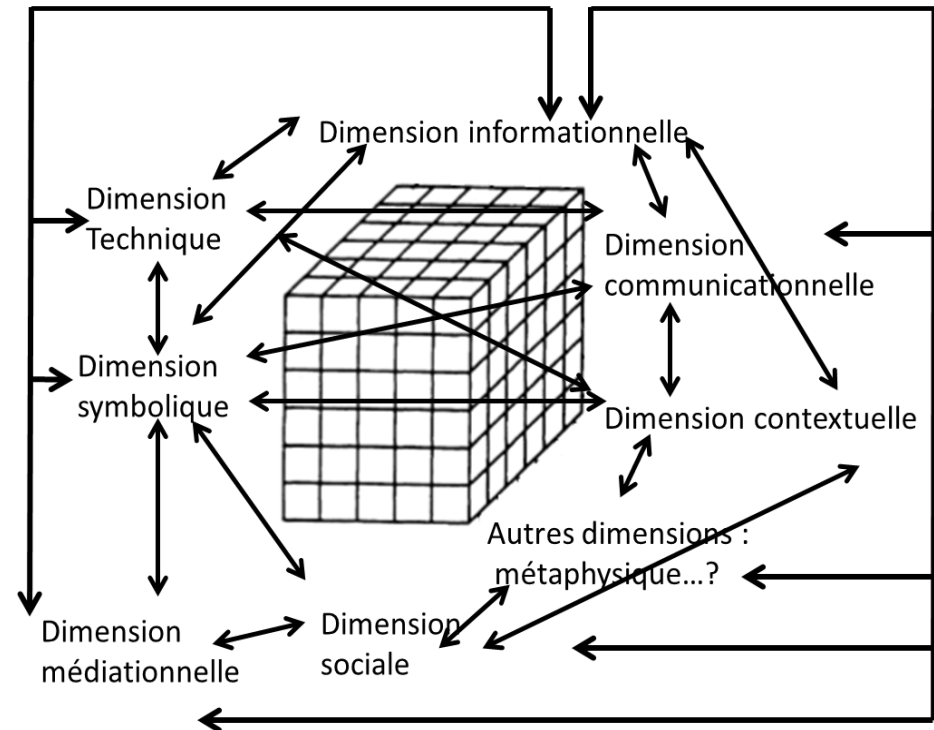 Dimension informationnelle
Dimension
Technique
Dimension
communicationnelle
Dimension
symbolique
Dimension contextuelle
Autres dimensions :
métaphysique...?
Dimension
médiationnelle
Dimension
sociale